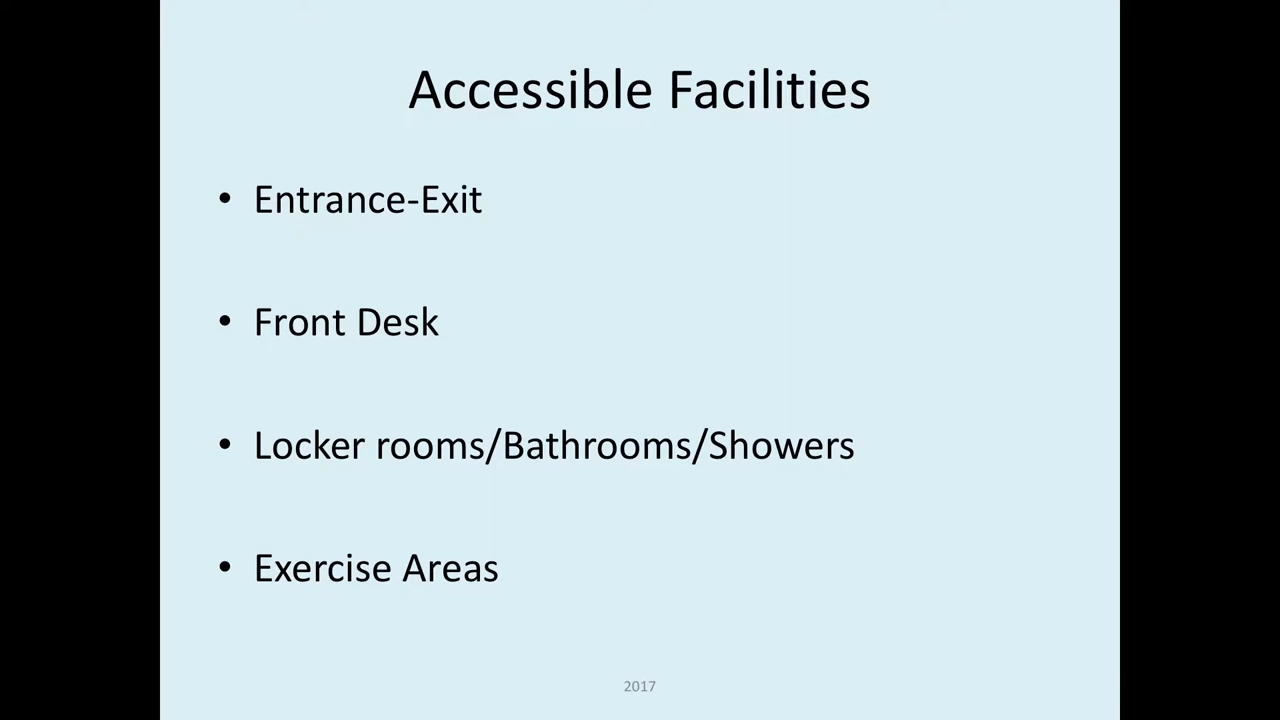 Accessible Facilities
• Entrance-Exit
• Front Desk
• Locker rooms/Bathrooms/Showers
• Exercise Areas
2017